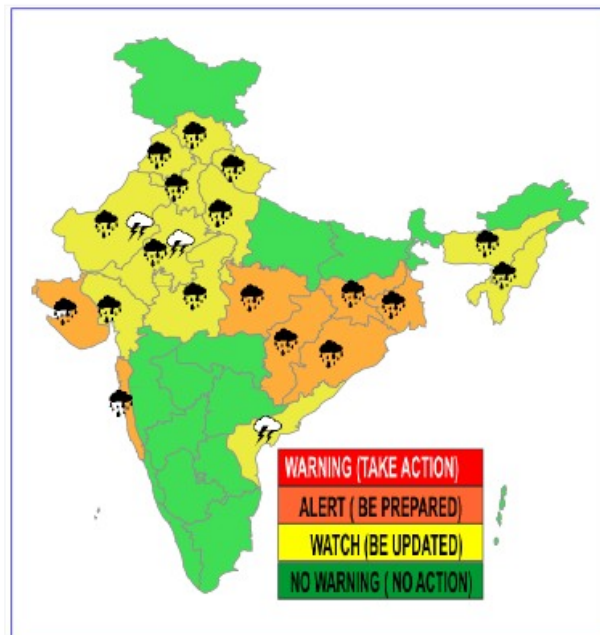 WARNING (TAKE ACTION)
ALERT ( BE PREPARED)
WATCH (BE UPDATED)
NO WARNING ( NO ACTION)